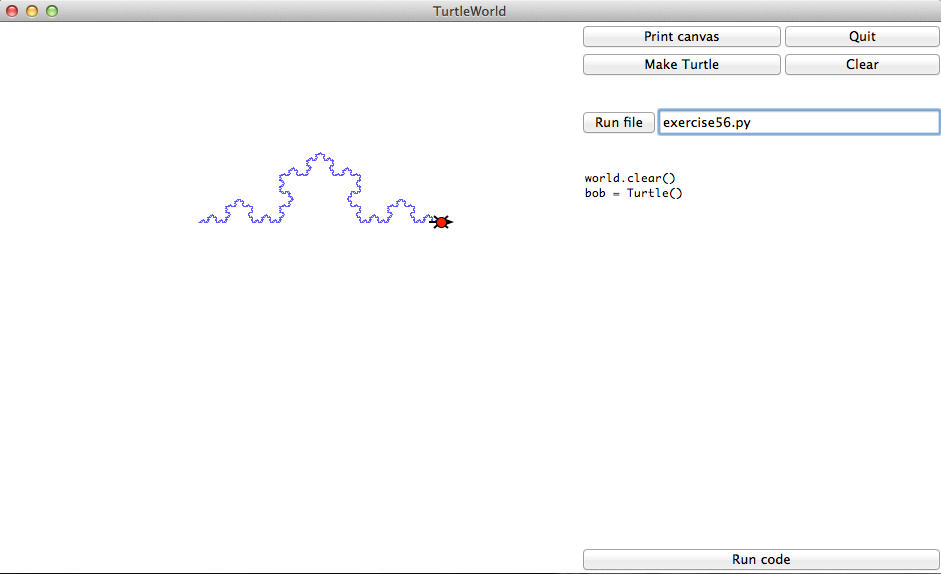 TurtleWorld
Print canvas
Quit
Make Turtle
Clear
Run file
exercise56.py
world.clear()
bob = Turtle()
Run code